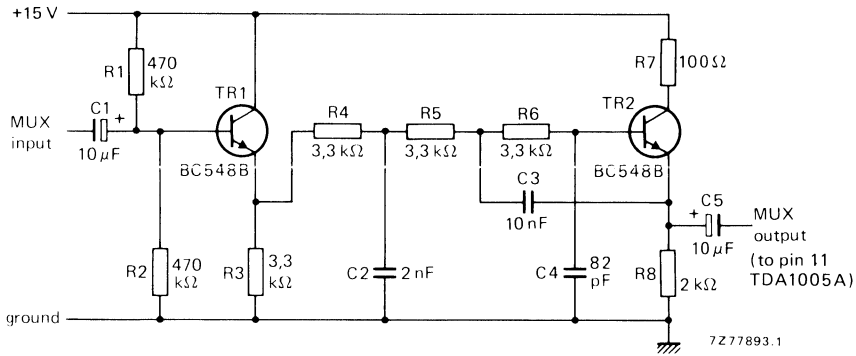 +15 V
R1
470
kΩ
MUX
input
C1
+
10 μF
TR1
BC548B
R2
470
kΩ
R3
3,3
kΩ
ground
R4
3,3 kΩ
R5
3,3 kΩ
R6
3,3 kΩ
C2
2 nF
C3
10 nF
C4
82
pF
R7
100 Ω
TR2
BC548B
+
C5
10 μF
R8
2 kΩ
MUX
output
(to pin 11
TDA1005A)
7Z77893.1